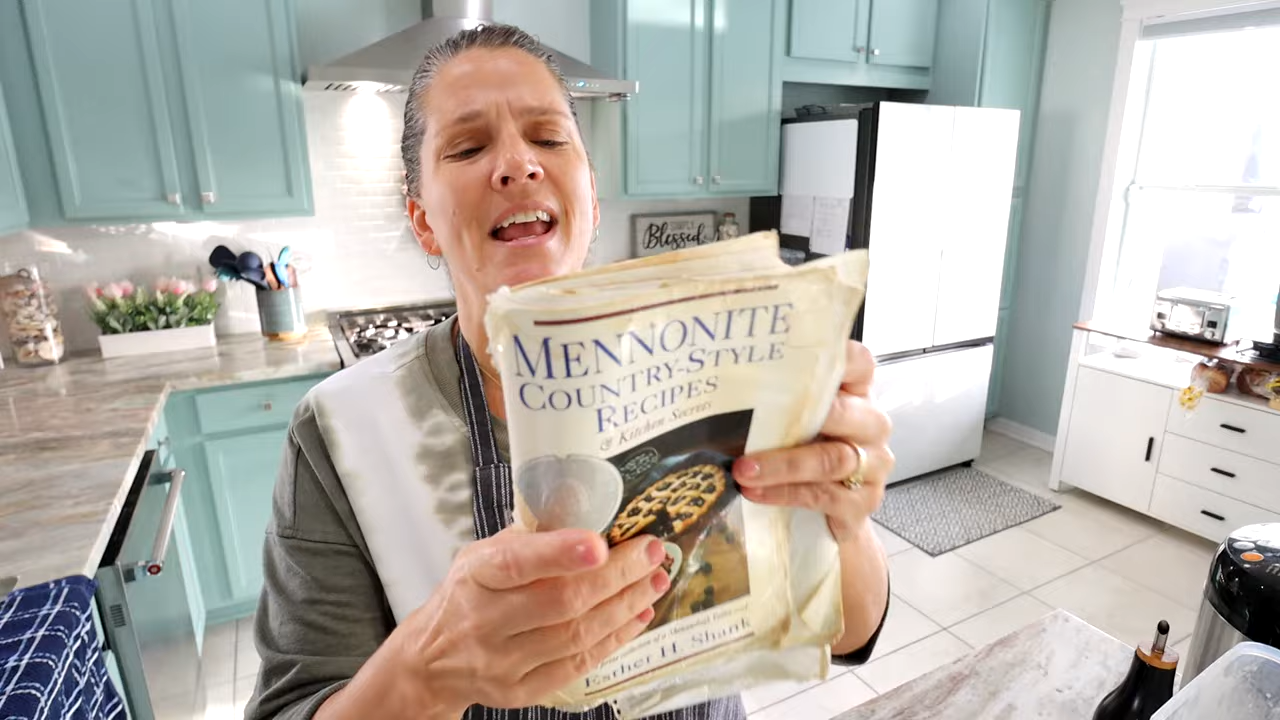 Blessed
MENNONITE
COUNTRY-STYLE
RECIPES
& Kitchen Secrets
Esther H. Shank